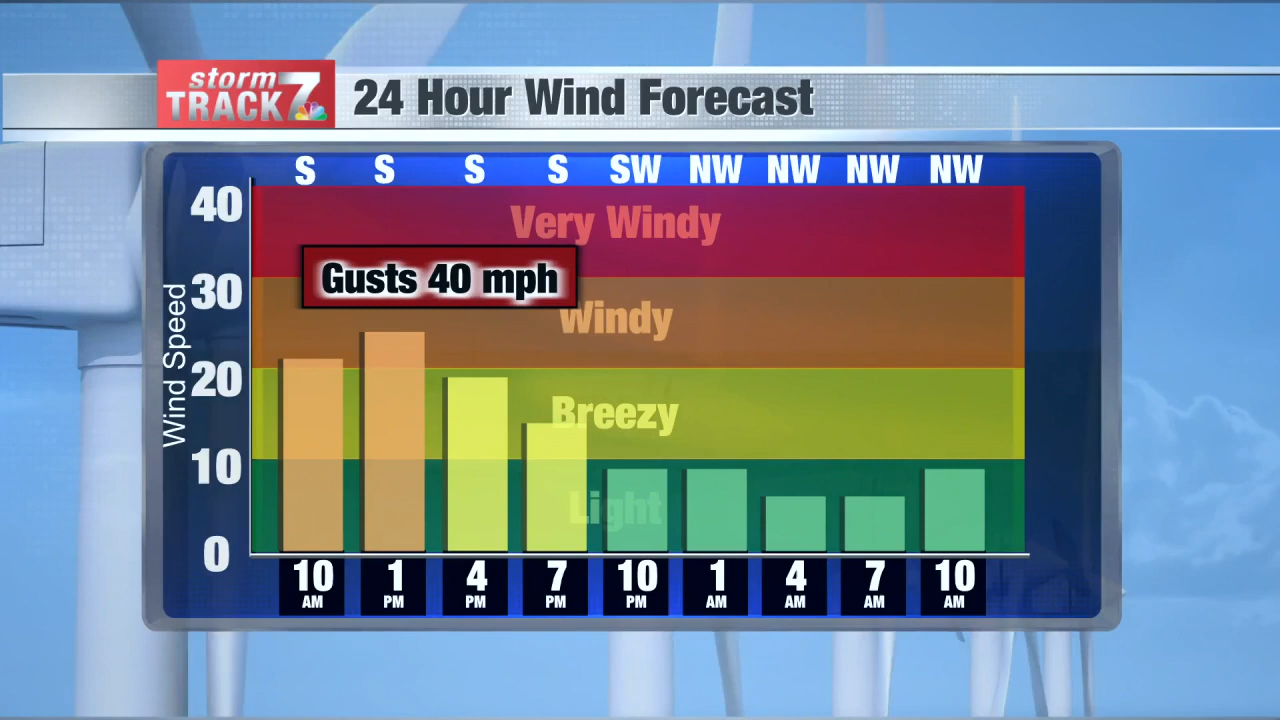 storm
TRACK 7
24 Hour Wind Forecast
S S S S SW NW NW NW NW
40
30
20
10
0
Wind Speed
Very Windy
Gusts 40 mph
Windy
Breezy
Light
10 1 4 7 10 1 4 7 10
AM PM PM PM PM AM AM AM AM